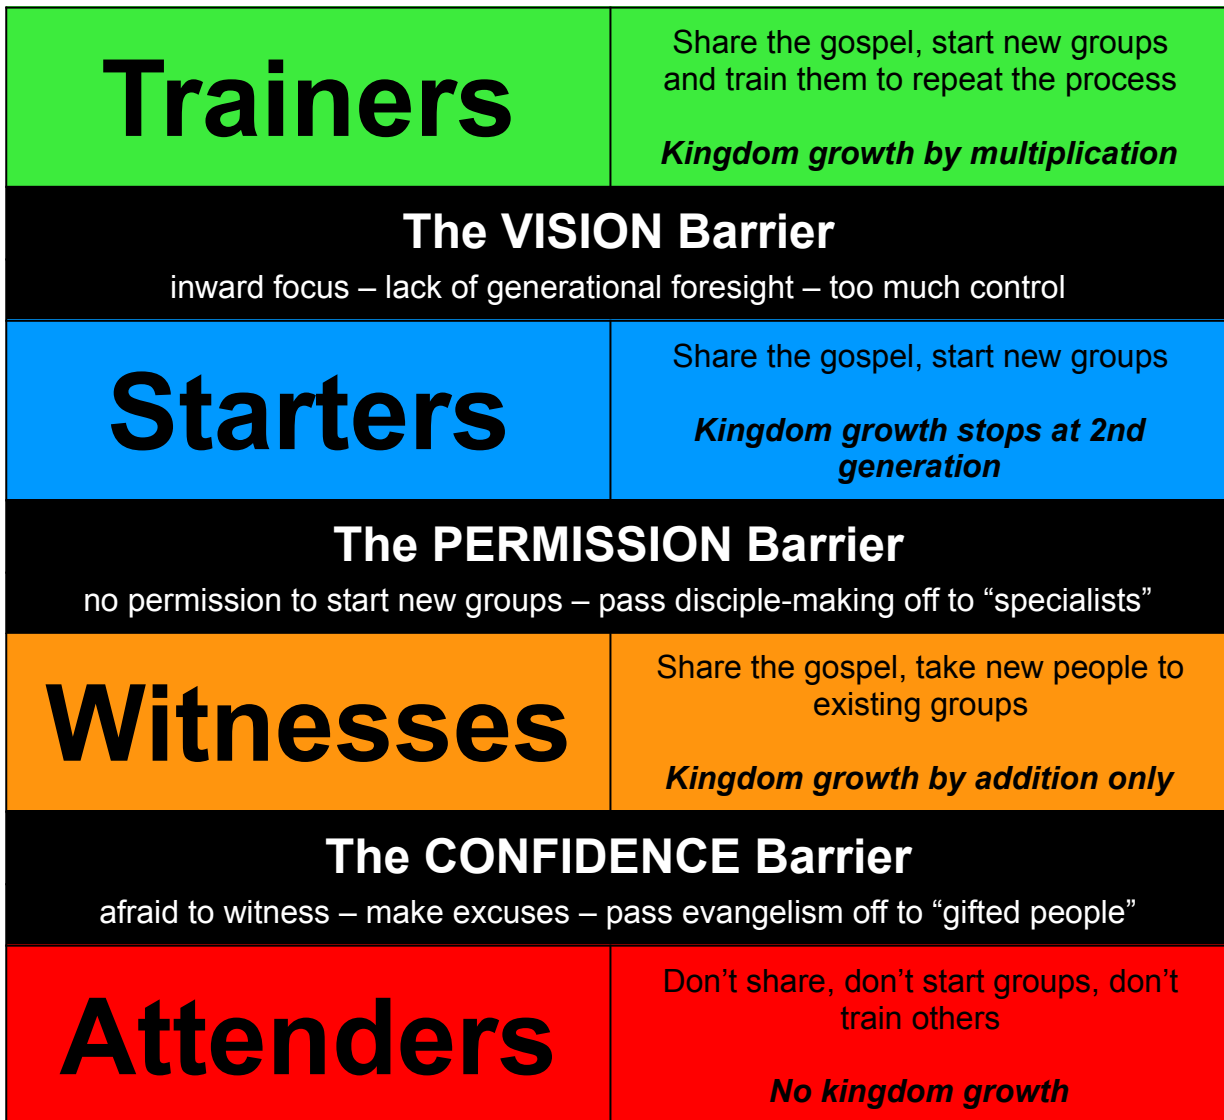 Trainers
Share the gospel, start new groups
and train them to repeat the process
Kingdom growth by multiplication
The VISION Barrier
inward focus – lack of generational foresight – too much control
Starters
Share the gospel, start new groups
Kingdom growth stops at 2nd
generation
The PERMISSION Barrier
no permission to start new groups – pass disciple-making off to “specialists”
Witnesses
Share the gospel, take new people to
existing groups
Kingdom growth by addition only
The CONFIDENCE Barrier
afraid to witness – make excuses – pass evangelism off to “gifted people”
Attenders
Don’t share, don’t start groups, don’t
train others
No kingdom growth